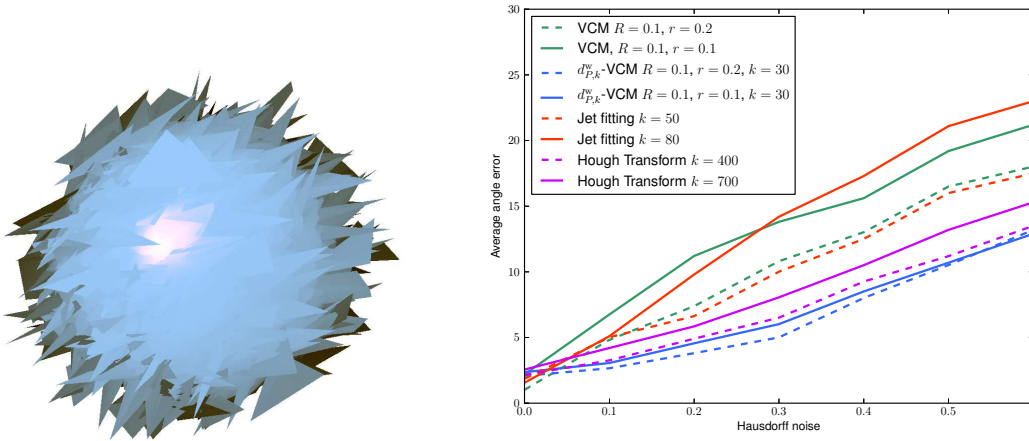 30
25
20
15
10
5
0
0.0 0.1 0.2 0.3 0.4 0.5
Average angle error
Hausdorff noise
VCM R = 0.1, r = 0.2
VCM, R = 0.1, r = 0.1
d^w_{P,k}-VCM R = 0.1, r = 0.2, k = 30
d^w_{P,k}-VCM R = 0.1, r = 0.1, k = 30
Jet fitting k = 50
Jet fitting k = 80
Hough Transform k = 400
Hough Transform k = 700